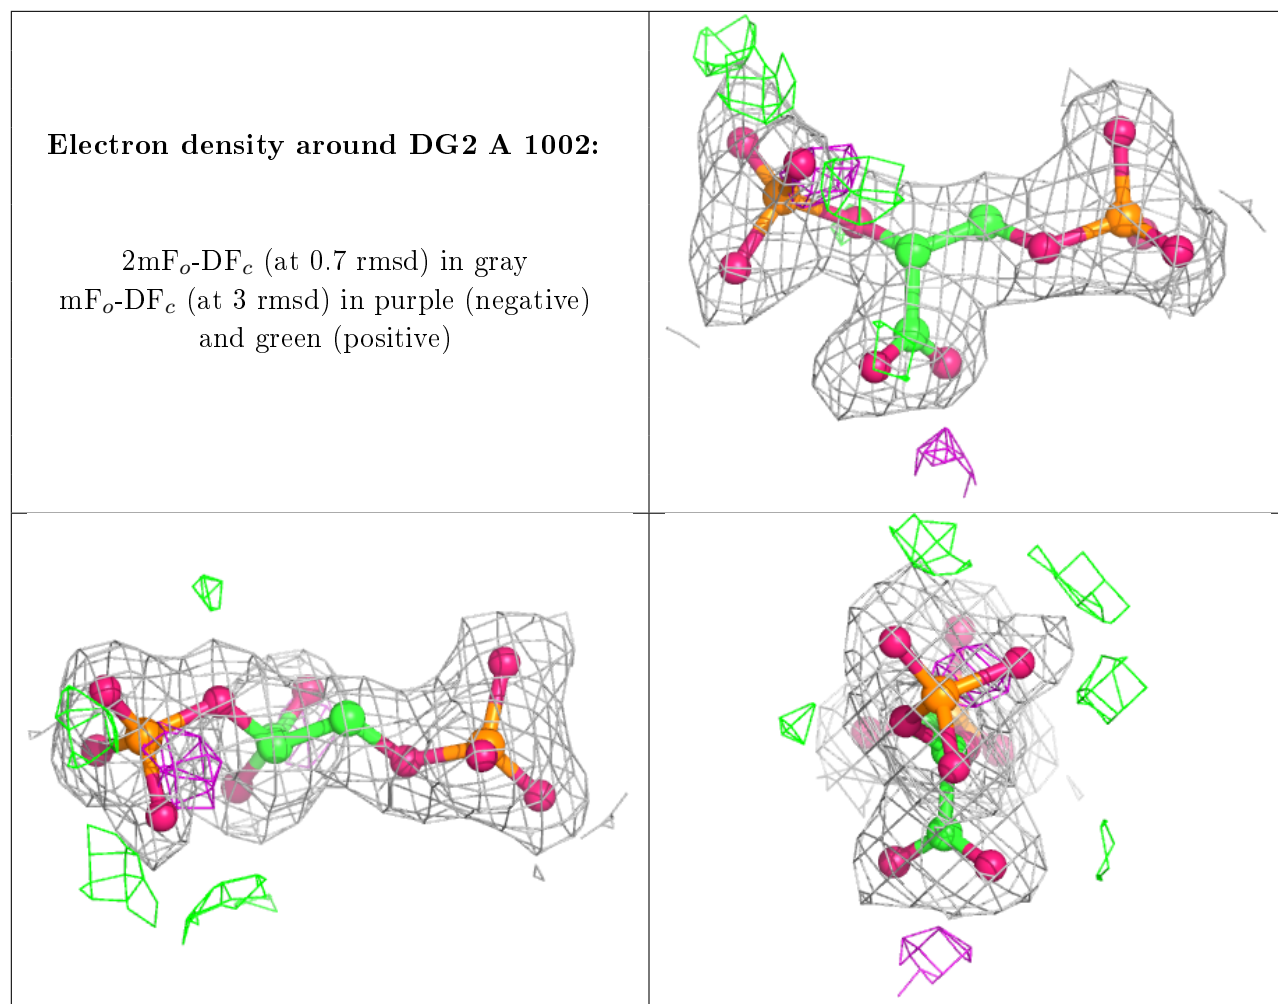 Electron density around DG2 A 1002:
2mFo-DFc (at 0.7 rmsd) in gray
mFo-DFc (at 3 rmsd) in purple (negative)
and green (positive)